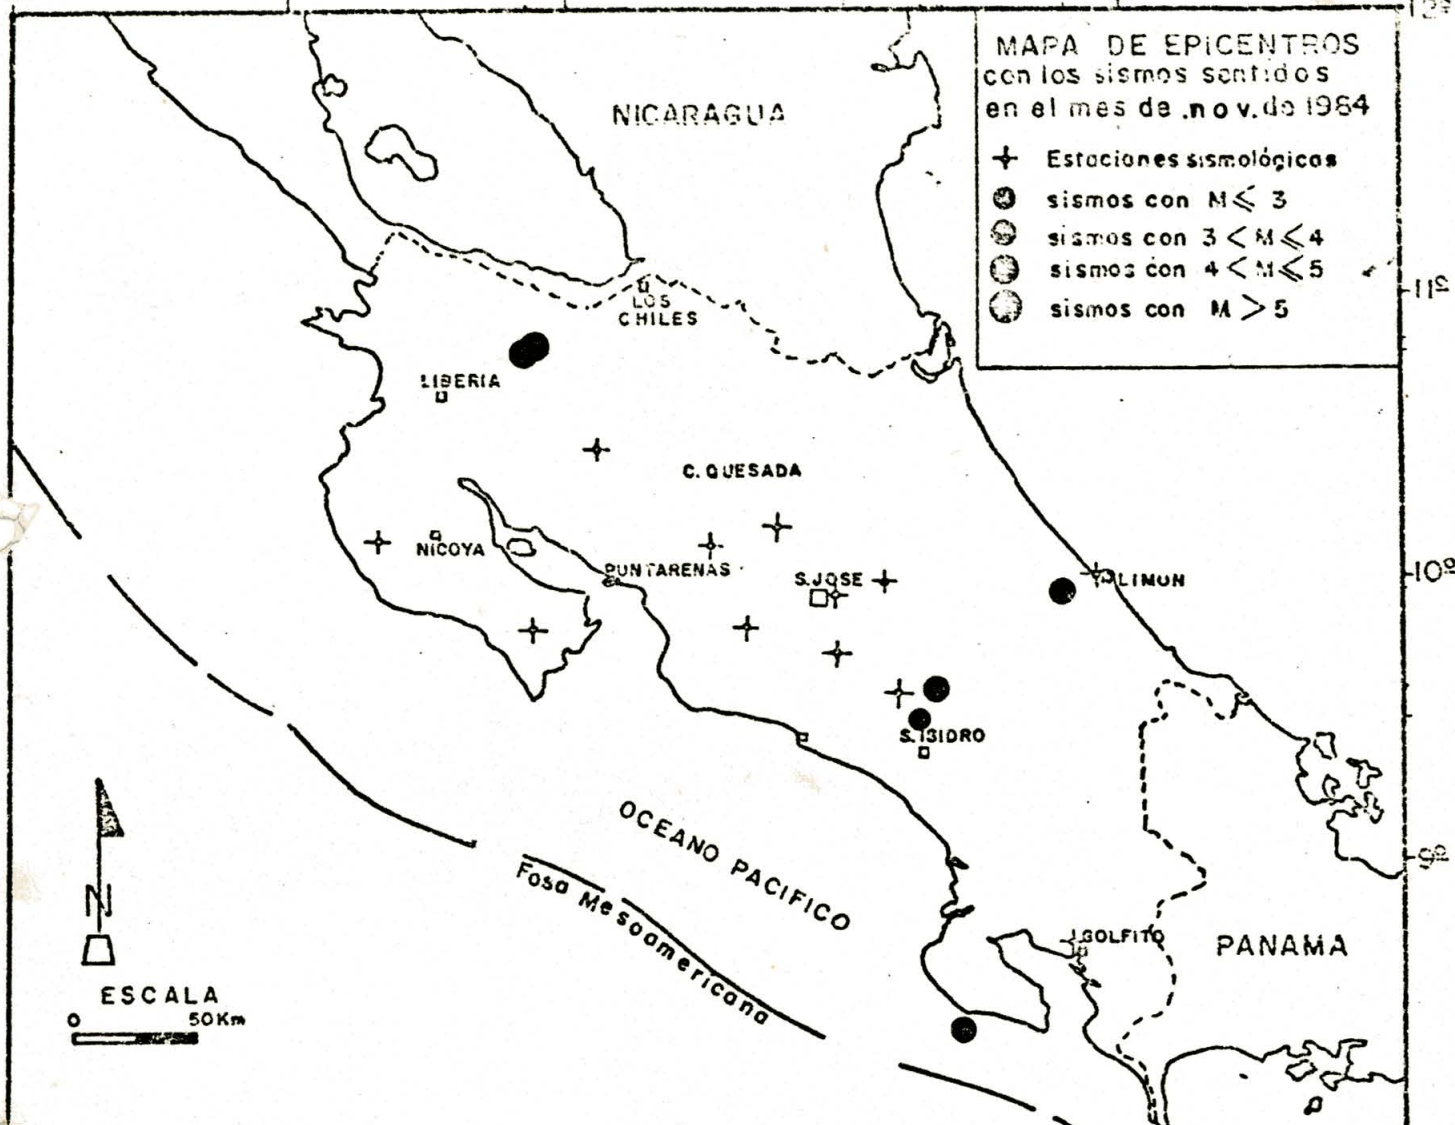 12º
MAPA DE EPICENTROS
con los sismos sentidos
en el mes de .nov.de 1984
Estaciones sismológicas
sismos con M ⩽ 3
sismos con 3 < M ⩽ 4
sismos con 4 < M ⩽ 5
sismos con M > 5
NICARAGUA
11º
LOS
CHILES
LIBERIA
C. QUESADA
NICOYA
PUNTARENAS
S.JOSE
LIMON
10º
S.ISIDRO
OCEANO PACIFICO
9º
Fosa Mesoamericana
GOLFITO
PANAMA
N
ESCALA
0 50Km